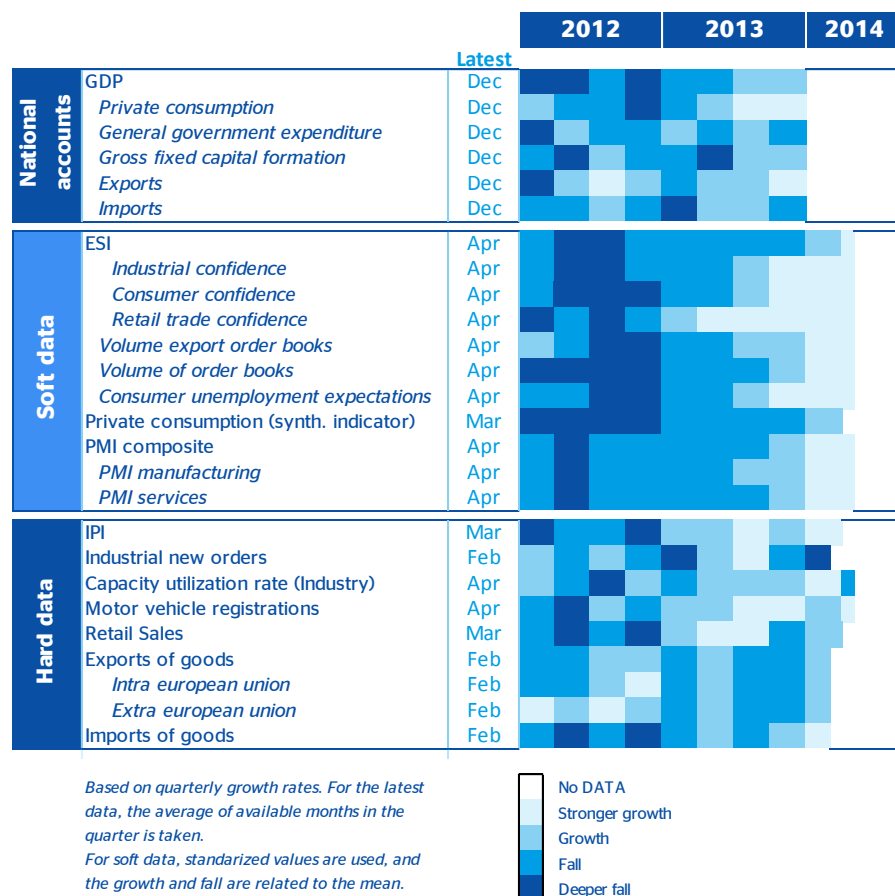 2012 2013 2014
Latest
National accounts
GDP Dec
Private consumption Dec
General government expenditure Dec
Gross fixed capital formation Dec
Exports Dec
Imports Dec
Soft data
ESI Apr
Industrial confidence Apr
Consumer confidence Apr
Retail trade confidence Apr
Volume export order books Apr
Volume of order books Apr
Consumer unemployment expectations Apr
Private consumption (synth. indicator) Mar
PMI composite Apr
PMI manufacturing Apr
PMI services Apr
Hard data
IPI Mar
Industrial new orders Feb
Capacity utilization rate (Industry) Apr
Motor vehicle registrations Apr
Retail Sales Mar
Exports of goods Feb
Intra european union Feb
Extra european union Feb
Imports of goods Feb
Based on quarterly growth rates. For the latest
data, the average of available months in the
quarter is taken.
For soft data, standarized values are used, and
the growth and fall are related to the mean.
No DATA
Stronger growth
Growth
Fall
Deeper fall